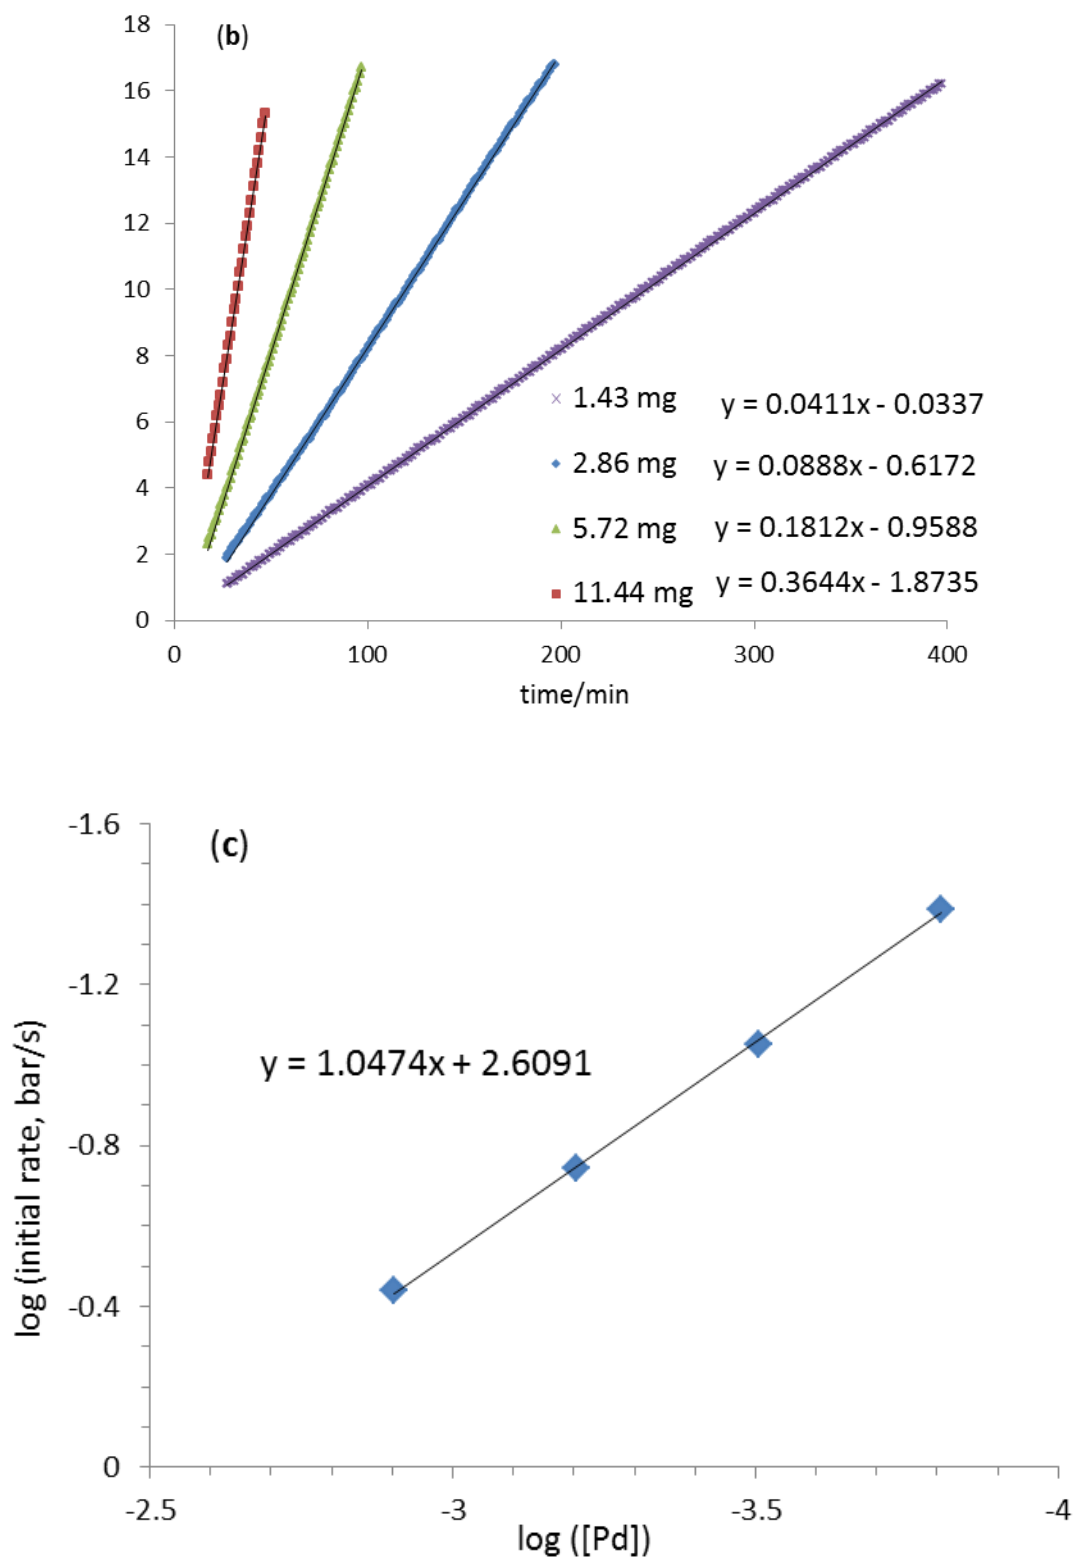 18
(b)
16
14
12
10
8
1.43 mg y = 0.0411x - 0.0337
6
2.86 mg y = 0.0888x - 0.6172
4
5.72 mg y = 0.1812x - 0.9588
2
11.44 mg y = 0.3644x - 1.8735
0
0 100 200 300 400
time/min
-1.6
(c)
-1.2
y = 1.0474x + 2.6091
log (initial rate, bar/s)
-0.8
-0.4
0
-2.5 -3 -3.5 -4
log ([Pd])